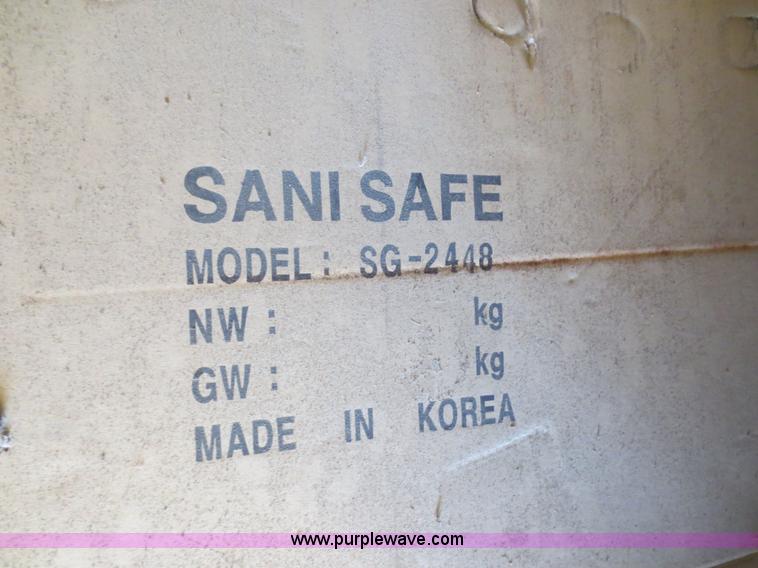 SANI SAFE
MODEL: SG-2448
NW: kg
GW: kg
MADE IN KOREA
www.purplewave.com